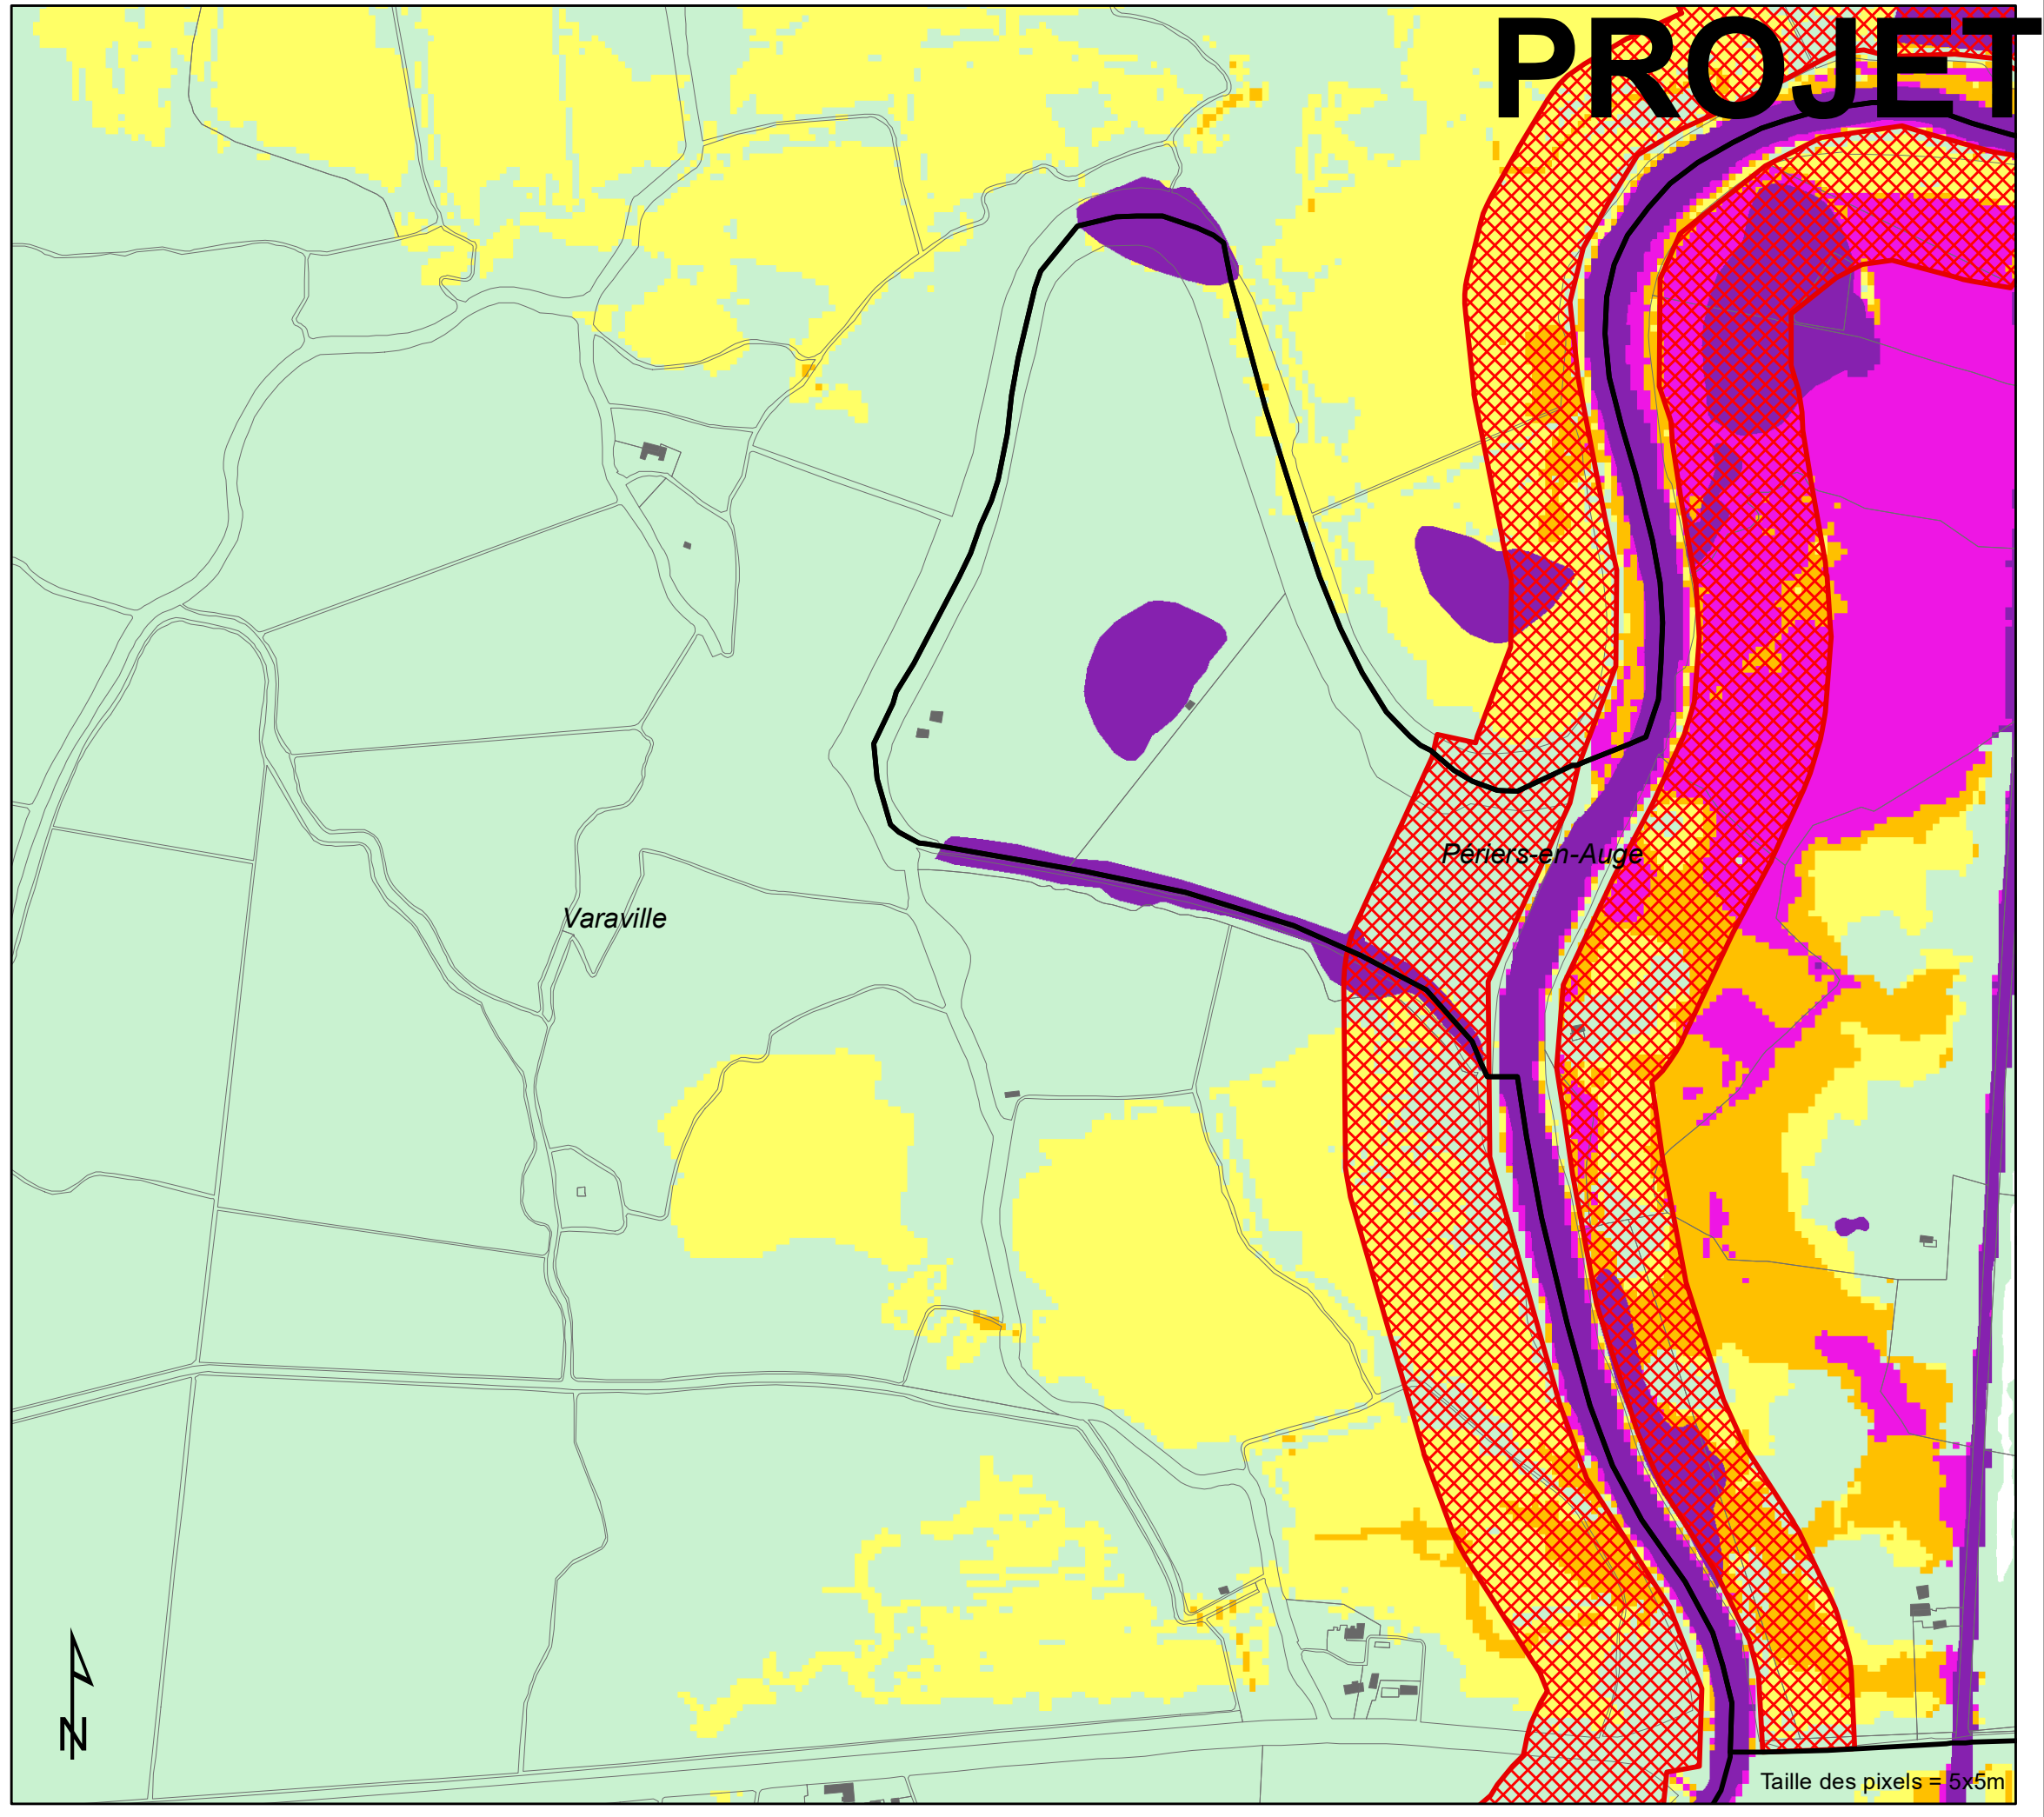 PROJET
Periers-en-Auge
Varaville
N
Taille des pixels = 5x5m